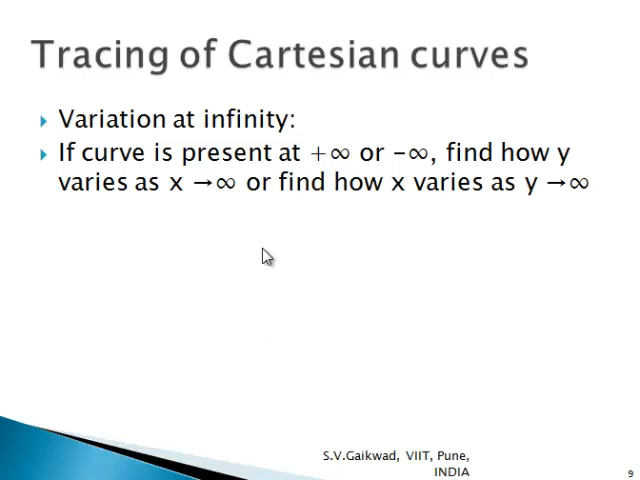 Tracing of Cartesian curves
Variation at infinity:
If curve is present at +∞ or -∞, find how y
varies as x →∞ or find how x varies as y →∞
S.V.Gaikwad, VIIT, Pune,
INDIA
9